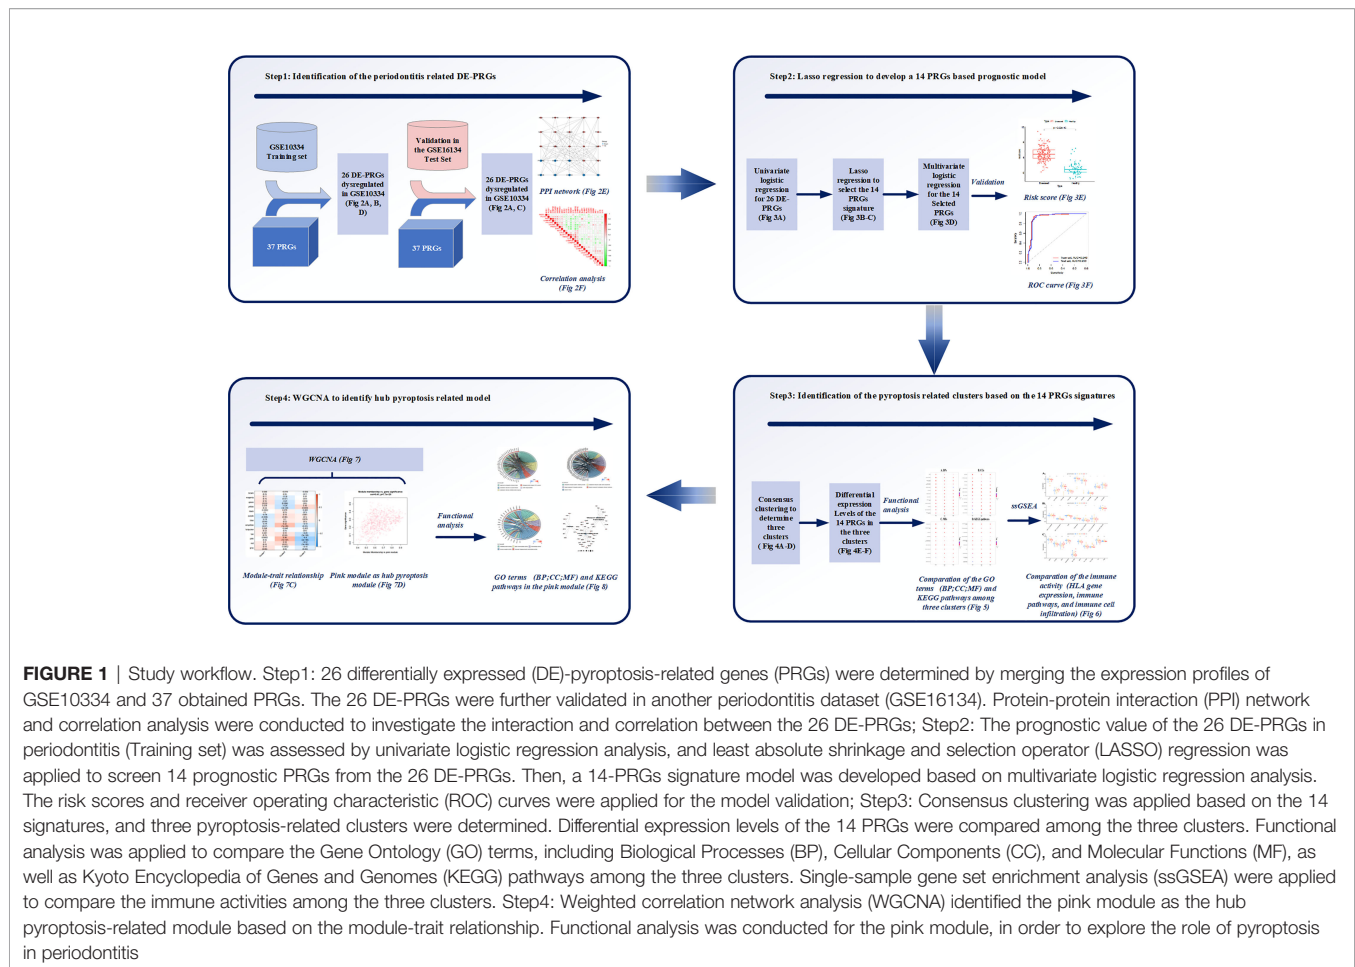 Step1: Identification of the periodontitis related DE-PRGs
GSE10334
Training set
37 PRGs
26 DE-PRGs
dysregulated
in GSE10334
(Fig 2A, B,
D)
Validation in
the GSE16134
Test Set
37 PRGs
26 DE-PRGs
dysregulated
in GSE10334
(Fig 2A, C)
PPI network (Fig 2E)
Correlation analysis
(Fig 2F)
Step2: Lasso regression to develop a 14 PRGs based prognostic model
Univariate
logistic
regression
for 26 DE-
PRGs
(Fig 3A)
Lasso
regression to
select the 14
PRGs
signature
(Fig 3B-C)
Multivariate
logistic
regression
for the 14
Selcted
PRGs
(Fig 3D)
Validation
Risk score (Fig 3E)
ROC curve (Fig 3F)
Step3: Identification of the pyroptosis related clusters based on the 14 PRGs signatures
Consensus
clustering to
determine
three
clusters
( Fig 4A-D)
Differential
expression
Levels of the
14 PRGs in
the three
clusters
(Fig 4E-F)
Functional
analysis
Comparation of the GO
terms (BP;CC;MF) and
KEGG pathways among
three clusters (Fig 5)
ssGSEA
Comparation of the immune
activity (HLA gene
expression, immune
pathways, and immune cell
infiltration) (Fig 6)
Step4: WGCNA to identify hub pyroptosis related model
WGCNA (Fig 7)
Module-trait relationship
(Fig 7C)
Pink module as hub pyroptosis
module (Fig 7D)
Functional
analysis
GO terms (BP;CC;MF) and KEGG
pathways in the pink module (Fig 8)
FIGURE 1 | Study workflow. Step1: 26 differentially expressed (DE)-pyroptosis-related genes (PRGs) were determined by merging the expression profiles of
GSE10334 and 37 obtained PRGs. The 26 DE-PRGs were further validated in another periodontitis dataset (GSE16134). Protein-protein interaction (PPI) network
and correlation analysis were conducted to investigate the interaction and correlation between the 26 DE-PRGs; Step2: The prognostic value of the 26 DE-PRGs in
periodontitis (Training set) was assessed by univariate logistic regression analysis, and least absolute shrinkage and selection operator (LASSO) regression was
applied to screen 14 prognostic PRGs from the 26 DE-PRGs. Then, a 14-PRGs signature model was developed based on multivariate logistic regression analysis.
The risk scores and receiver operating characteristic (ROC) curves were applied for the model validation; Step3: Consensus clustering was applied based on the 14
signatures, and three pyroptosis-related clusters were determined. Differential expression levels of the 14 PRGs were compared among the three clusters. Functional
analysis was applied to compare the Gene Ontology (GO) terms, including Biological Processes (BP), Cellular Components (CC), and Molecular Functions (MF), as
well as Kyoto Encyclopedia of Genes and Genomes (KEGG) pathways among the three clusters. Single-sample gene set enrichment analysis (ssGSEA) were applied
to compare the immune activities among the three clusters. Step4: Weighted correlation network analysis (WGCNA) identified the pink module as the hub
pyroptosis-related module based on the module-trait relationship. Functional analysis was conducted for the pink module, in order to explore the role of pyroptosis
in periodontitis